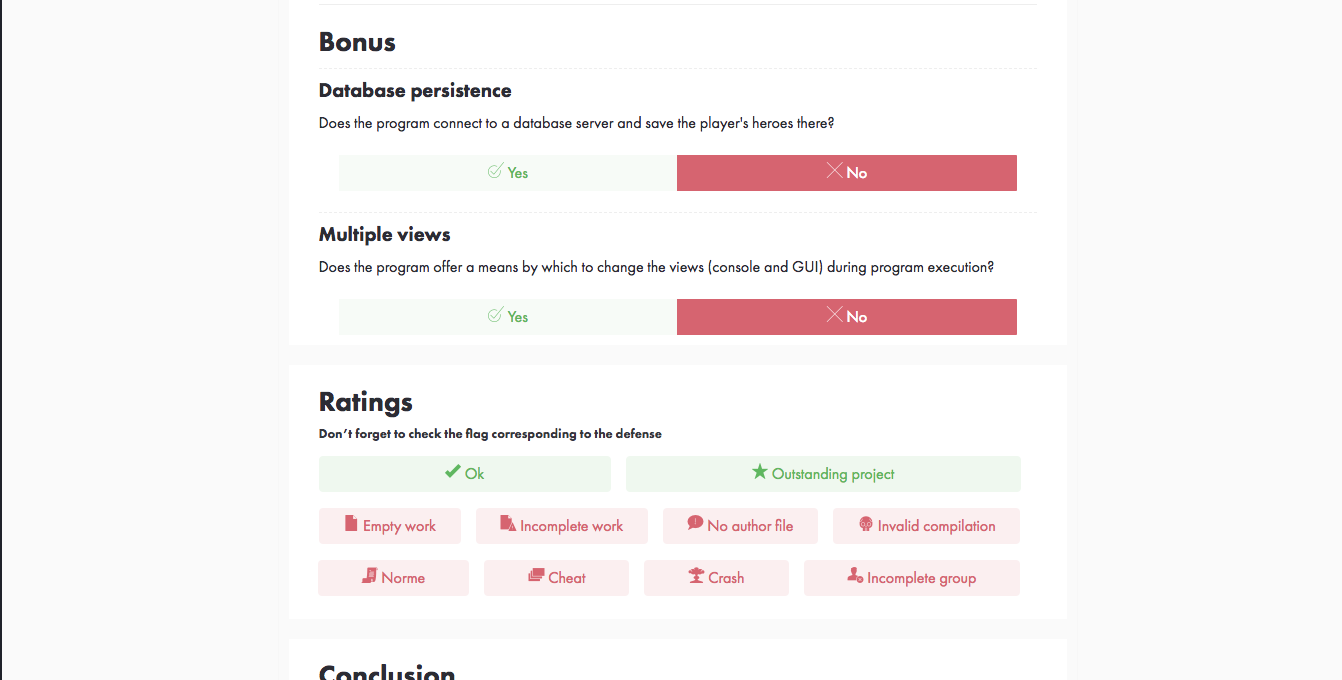 Bonus
Database persistence
Does the program connect to a database server and save the player's heroes there?
Yes No
Multiple views
Does the program offer a means by which to change the views (console and GUI) during program execution?
Yes No
Ratings
Don’t forget to check the flag corresponding to the defense
Ok Outstanding project
Empty work Incomplete work No author file Invalid compilation
Norme Cheat Crash Incomplete group
Conclusion